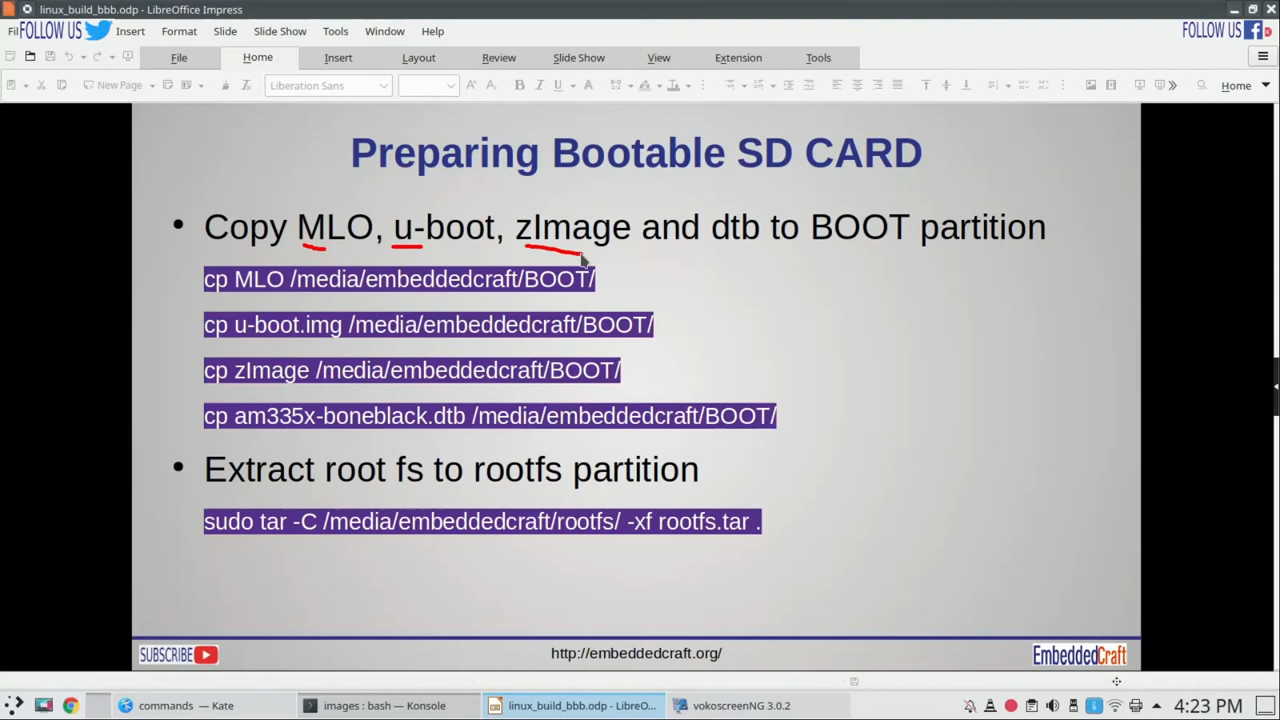 linux_build_bbb.odp - LibreOffice Impress
FOLLOW US
FOLLOW US
Insert Format Slide Slide Show Tools Window Help
File Home Insert Layout Review Slide Show View Extension Tools
New Page Liberation Sans Home
Preparing Bootable SD CARD
• Copy MLO, u-boot, zImage and dtb to BOOT partition
cp MLO /media/embeddedcraft/BOOT/
cp u-boot.img /media/embeddedcraft/BOOT/
cp zImage /media/embeddedcraft/BOOT/
cp am335x-boneblack.dtb /media/embeddedcraft/BOOT/
• Extract root fs to rootfs partition
sudo tar -C /media/embeddedcraft/rootfs/ -xf rootfs.tar .
SUBSCRIBE http://embeddedcraft.org/ EmbeddedCraft
commands — Kate images : bash — Konsole linux_build_bbb.odp - LibreO... vokoscreenNG 3.0.2 4:23 PM